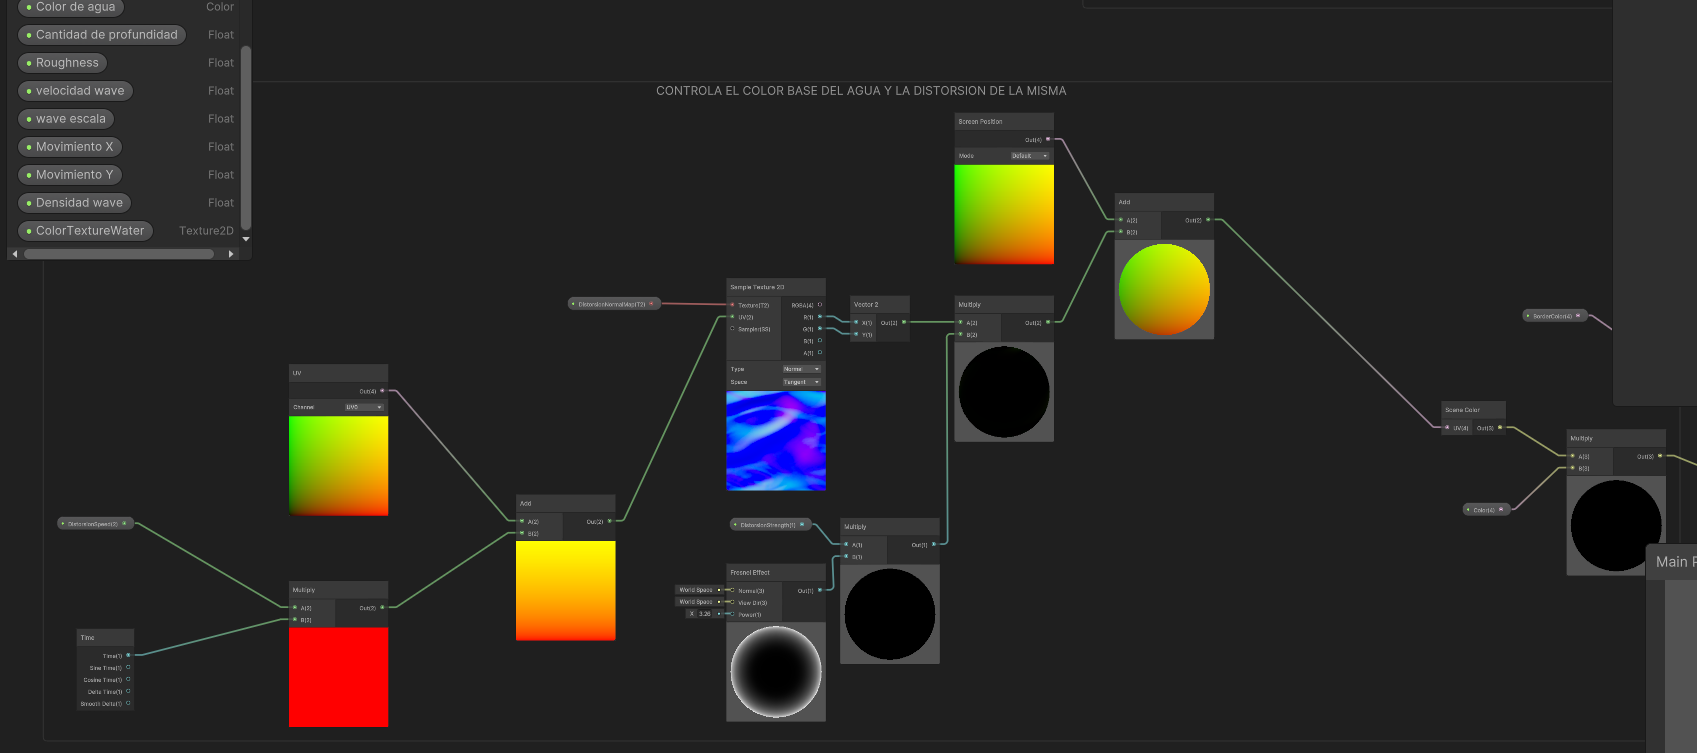 Color de agua Color
Cantidad de profundidad Float
Roughness Float
velocidad wave Float
wave escala Float
Movimiento X Float
Movimiento Y Float
Densidad wave Float
ColorTextureWater Texture2D
CONTROLA EL COLOR BASE DEL AGUA Y LA DISTORSION DE LA MISMA
Screen Position
Out(4)
Mode Default
Add
A(2) Out(2)
B(2)
DistorsionNormalMap(T2)
Sample Texture 2D
Texture(T2) RGBA(4)
UV(2) R(1)
Sampler(SS) G(1)
B(1)
A(1)
Type Normal
Space Tangent
Vector 2
X(1) Out(2)
Y(1)
Multiply
A(2) Out(2)
B(2)
BorderColor(4)
UV
Out(4)
Channel UV0
Scene Color
UV(4) Out(3)
Multiply
A(3) Out(3)
B(3)
Color(4)
Add
A(2) Out(2)
B(2)
DistorsionSpeed(2)
DistorsionStrength(1)
Multiply
A(1) Out(1)
B(1)
Fresnel Effect
World Space Normal(3) Out(1)
World Space View Dir(3)
X 3.26 Power(1)
Multiply
A(2) Out(2)
B(2)
Time
Time(1)
Sine Time(1)
Cosine Time(1)
Delta Time(1)
Smooth Delta(1)
Main